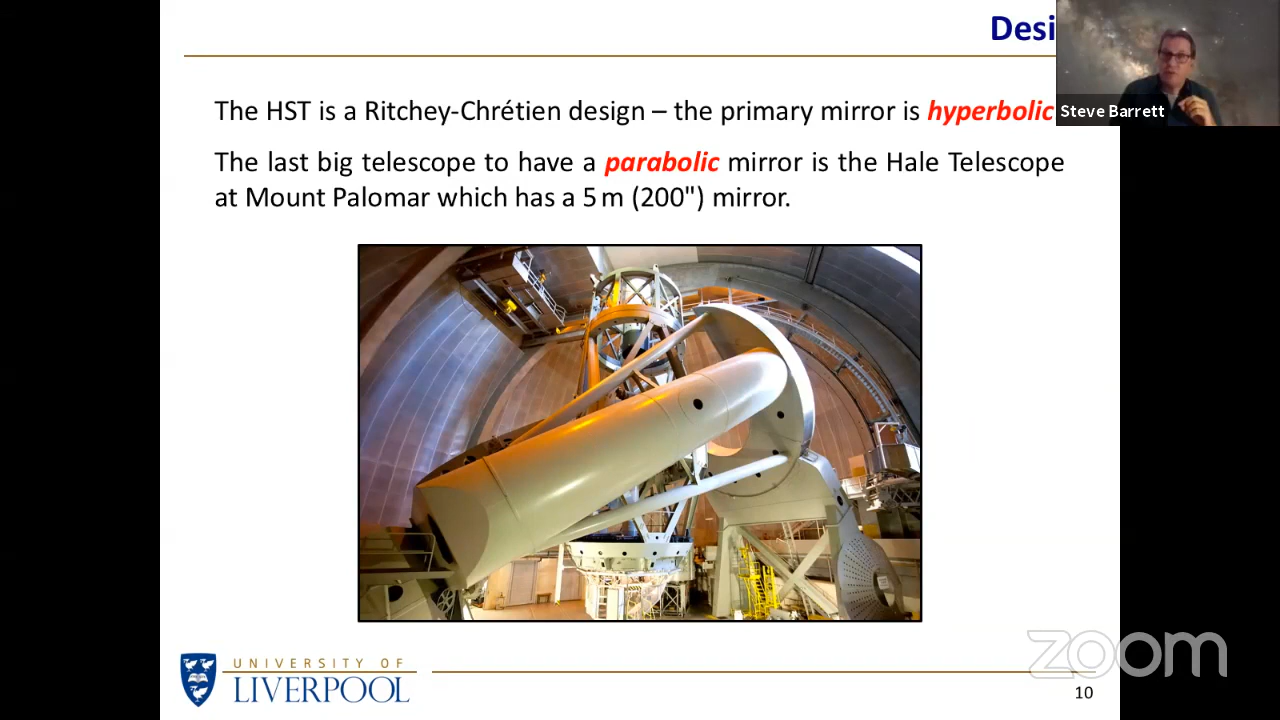 Desi
Steve Barrett
The HST is a Ritchey-Chrétien design – the primary mirror is hyperbolic
The last big telescope to have a parabolic mirror is the Hale Telescope
at Mount Palomar which has a 5 m (200") mirror.
UNIVERSITY OF
LIVERPOOL
zoom
10